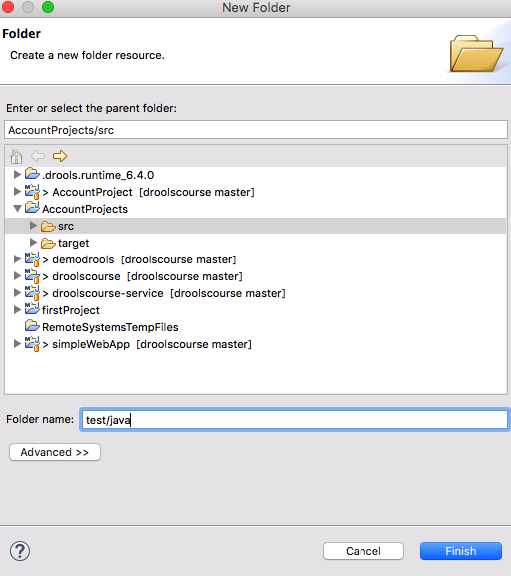 New Folder
Folder
Create a new folder resource.
Enter or select the parent folder:
AccountProjects/src
.drools.runtime_6.4.0
> AccountProject [droolscourse master]
AccountProjects
src
target
> demodrools [droolscourse master]
> droolscourse [droolscourse master]
> droolscourse-service [droolscourse master]
firstProject
RemoteSystemsTempFiles
> simpleWebApp [droolscourse master]
Folder name: test/java
Advanced >>
? Cancel Finish